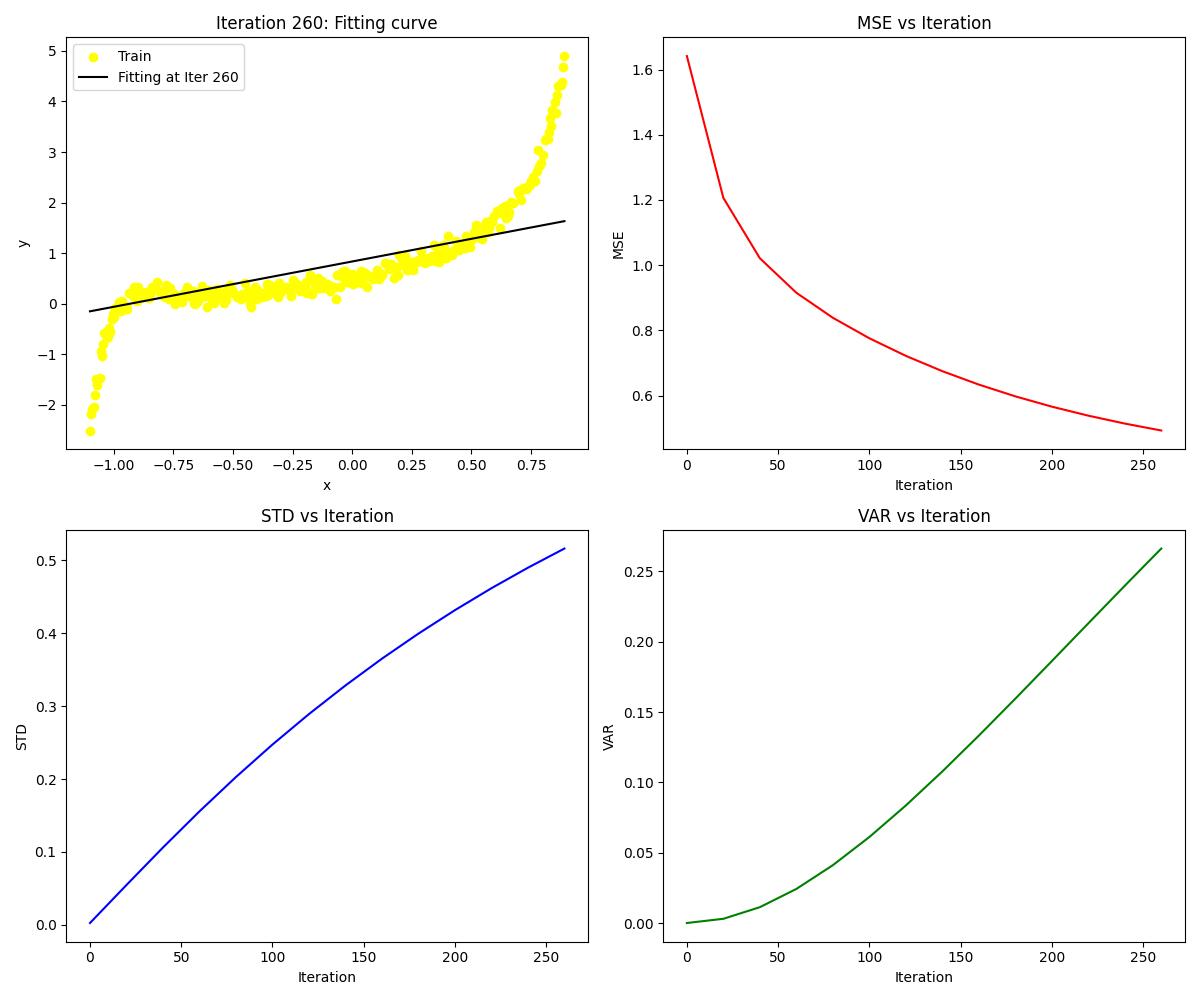 Iteration 260: Fitting curve
Train
Fitting at Iter 260
5
4
3
2
1
0
−1
−2
y
−1.00 −0.75 −0.50 −0.25 0.00 0.25 0.50 0.75
x
MSE vs Iteration
1.6
1.4
1.2
1.0
0.8
0.6
MSE
0 50 100 150 200 250
Iteration
STD vs Iteration
0.5
0.4
0.3
0.2
0.1
0.0
STD
0 50 100 150 200 250
Iteration
VAR vs Iteration
0.25
0.20
0.15
0.10
0.05
0.00
VAR
0 50 100 150 200 250
Iteration